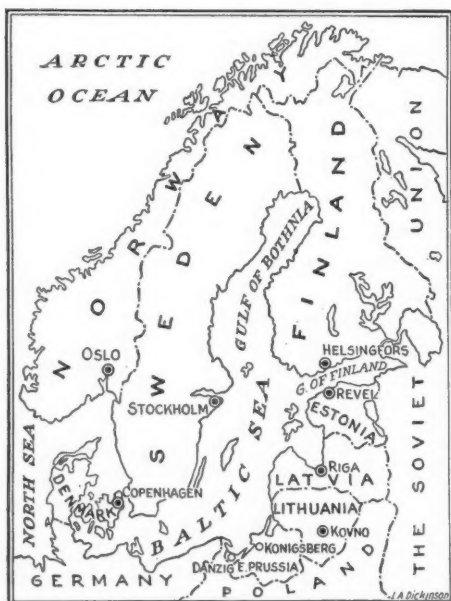 ARCTIC
OCEAN
NORWAY
SWEDEN
FINLAND
THE SOVIET UNION
GULF OF BOTHNIA
OSLO
HELSINGFORS
G. OF FINLAND
STOCKHOLM
REVEL
ESTONIA
NORTH SEA
BALTIC SEA
RIGA
LATVIA
DENMARK
COPENHAGEN
LITHUANIA
KOVNO
KONIGSBERG
DANZIG
E. PRUSSIA
GERMANY
POLAND
J.A. Dickinson